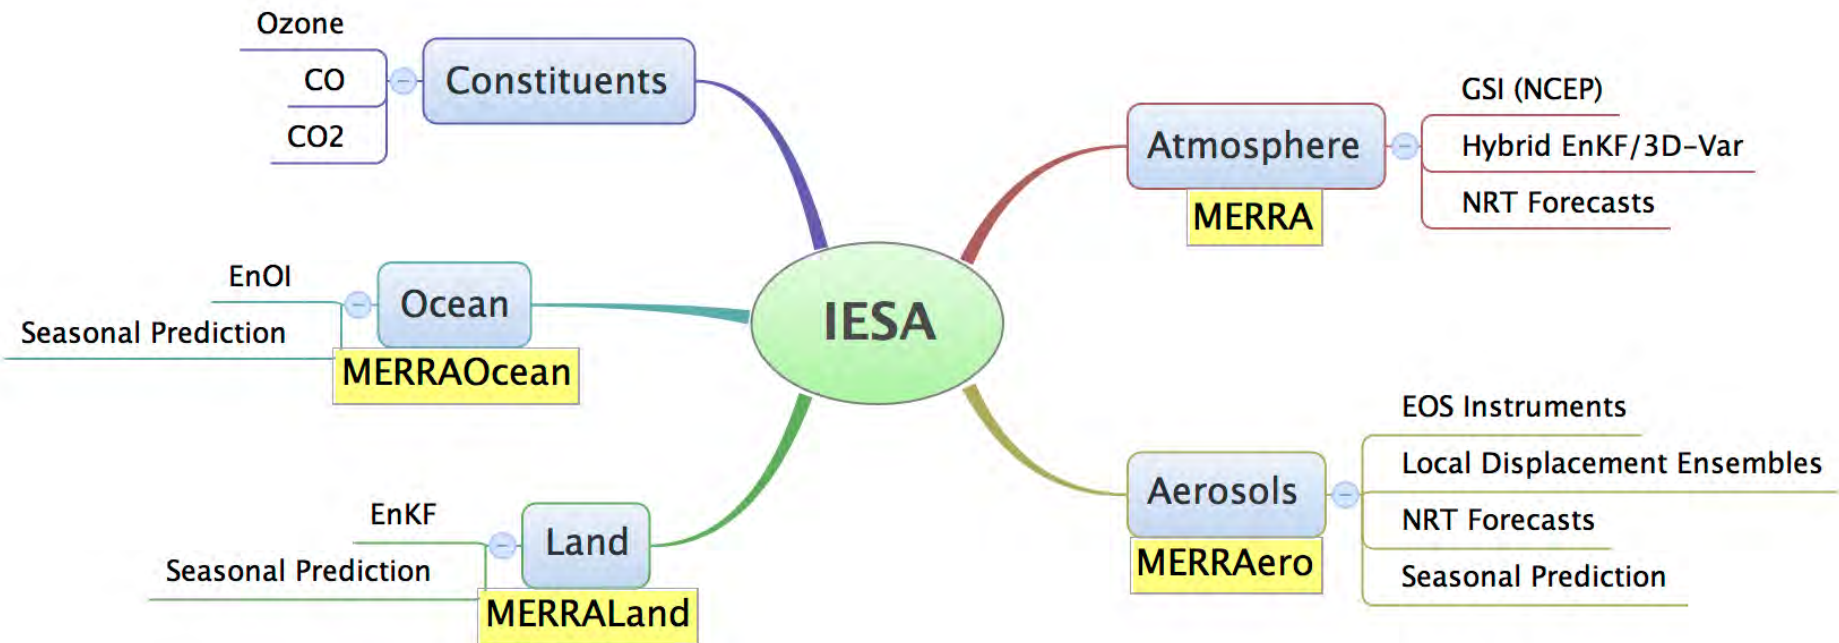 Ozone
CO
CO2
Constituents
EnOI
Seasonal Prediction
Ocean
MERRAOcean
EnKF
Seasonal Prediction
Land
MERRALand
IESA
Atmosphere
MERRA
GSI (NCEP)
Hybrid EnKF/3D-Var
NRT Forecasts
Aerosols
MERRAero
EOS Instruments
Local Displacement Ensembles
NRT Forecasts
Seasonal Prediction